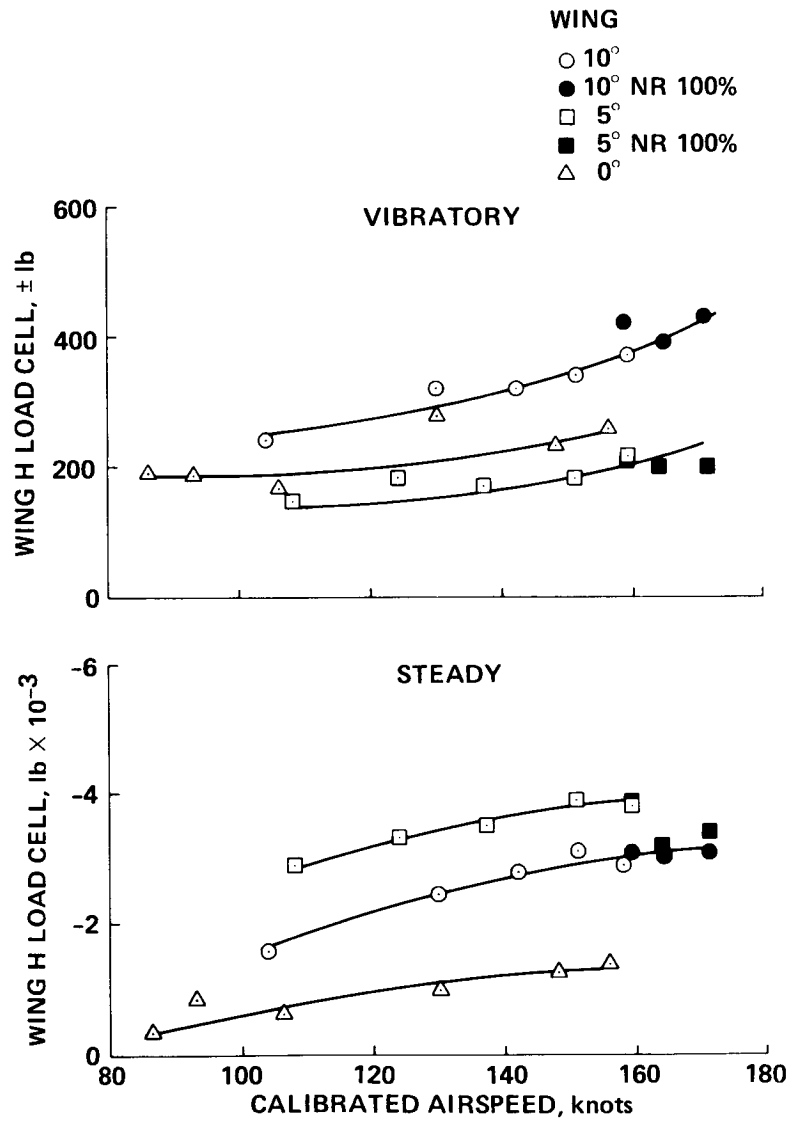 WING
10°
10° NR 100%
5°
5° NR 100%
0°
VIBRATORY
WING H LOAD CELL, ± lb
600
400
200
0
STEADY
WING H LOAD CELL, lb × 10⁻³
-6
-4
-2
0
80 100 120 140 160 180
CALIBRATED AIRSPEED, knots